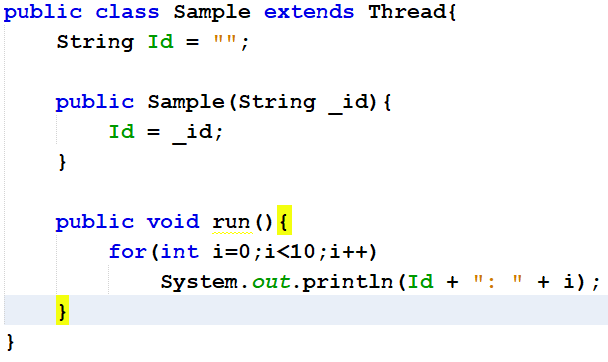 public class Sample extends Thread{
String Id = "";
public Sample(String _id){
Id = _id;
}
public void run(){
for(int i=0;i<10;i++)
System.out.println(Id + ": " + i);
}
}